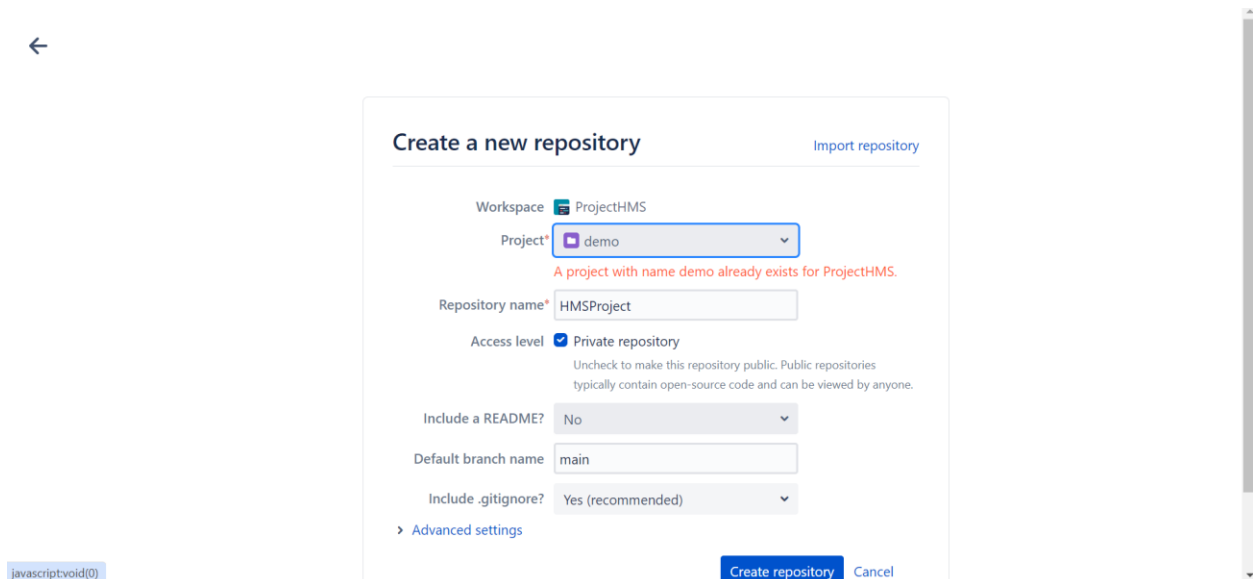 Create a new repository
Import repository
Workspace ProjectHMS
Project* demo
A project with name demo already exists for ProjectHMS.
Repository name* HMSProject
Access level Private repository
Uncheck to make this repository public. Public repositories
typically contain open-source code and can be viewed by anyone.
Include a README? No
Default branch name main
Include .gitignore? Yes (recommended)
Advanced settings
Create repository Cancel
javascript:void(0)